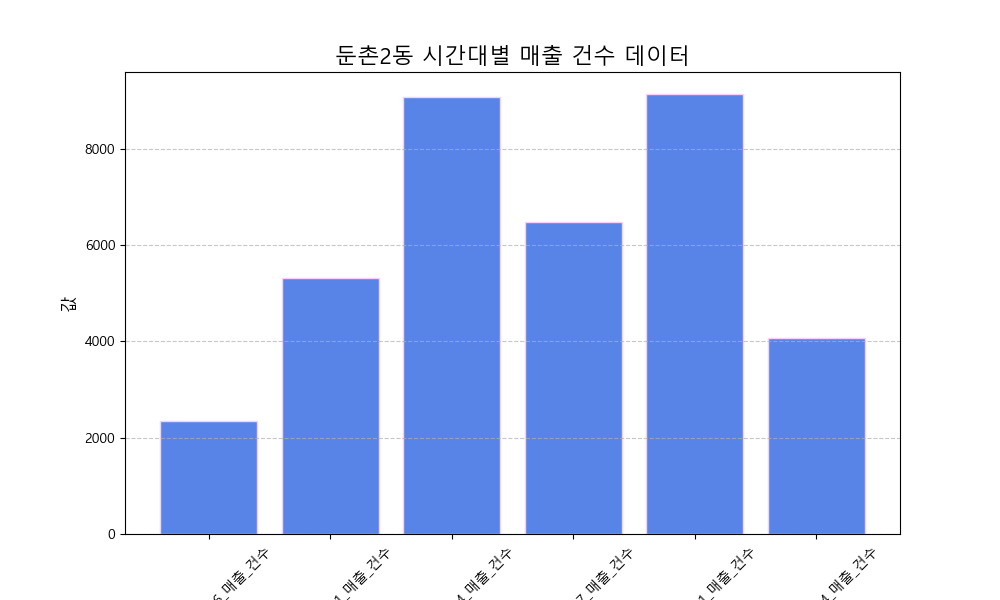 둔촌2동 시간대별 매출 건수 데이터
값
8000
6000
4000
2000
0
6_매출_건수
1_매출_건수
4_매출_건수
7_매출_건수
1_매출_건수
4_매출_건수